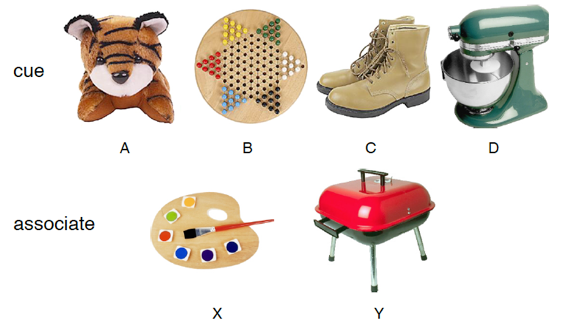 cue
A B C D
associate
X Y